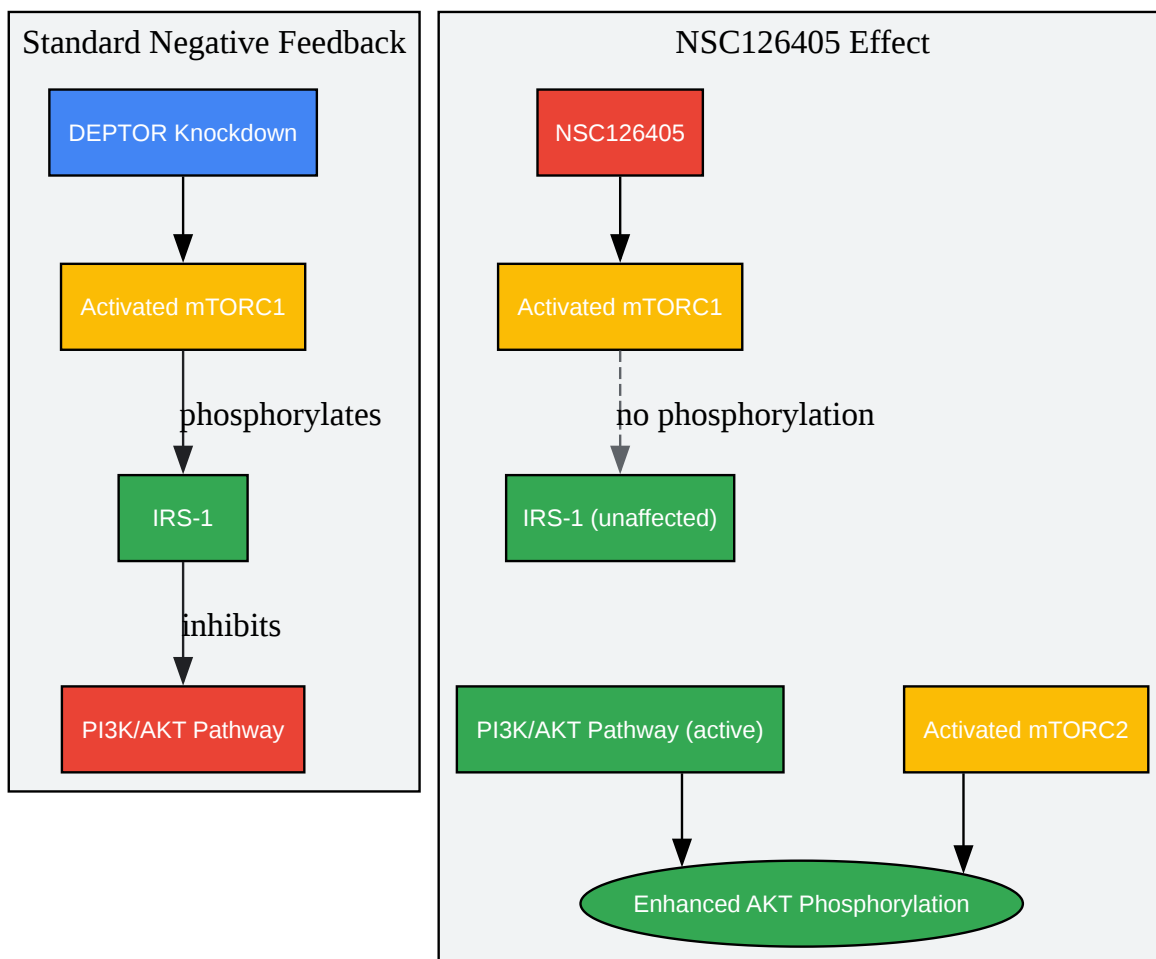 Standard Negative Feedback
DEPTOR Knockdown
Activated mTORC1
phosphorylates
IRS-1
inhibits
PI3K/AKT Pathway
NSC126405 Effect
NSC126405
Activated mTORC1
no phosphorylation
IRS-1 (unaffected)
PI3K/AKT Pathway (active)
Activated mTORC2
Enhanced AKT Phosphorylation